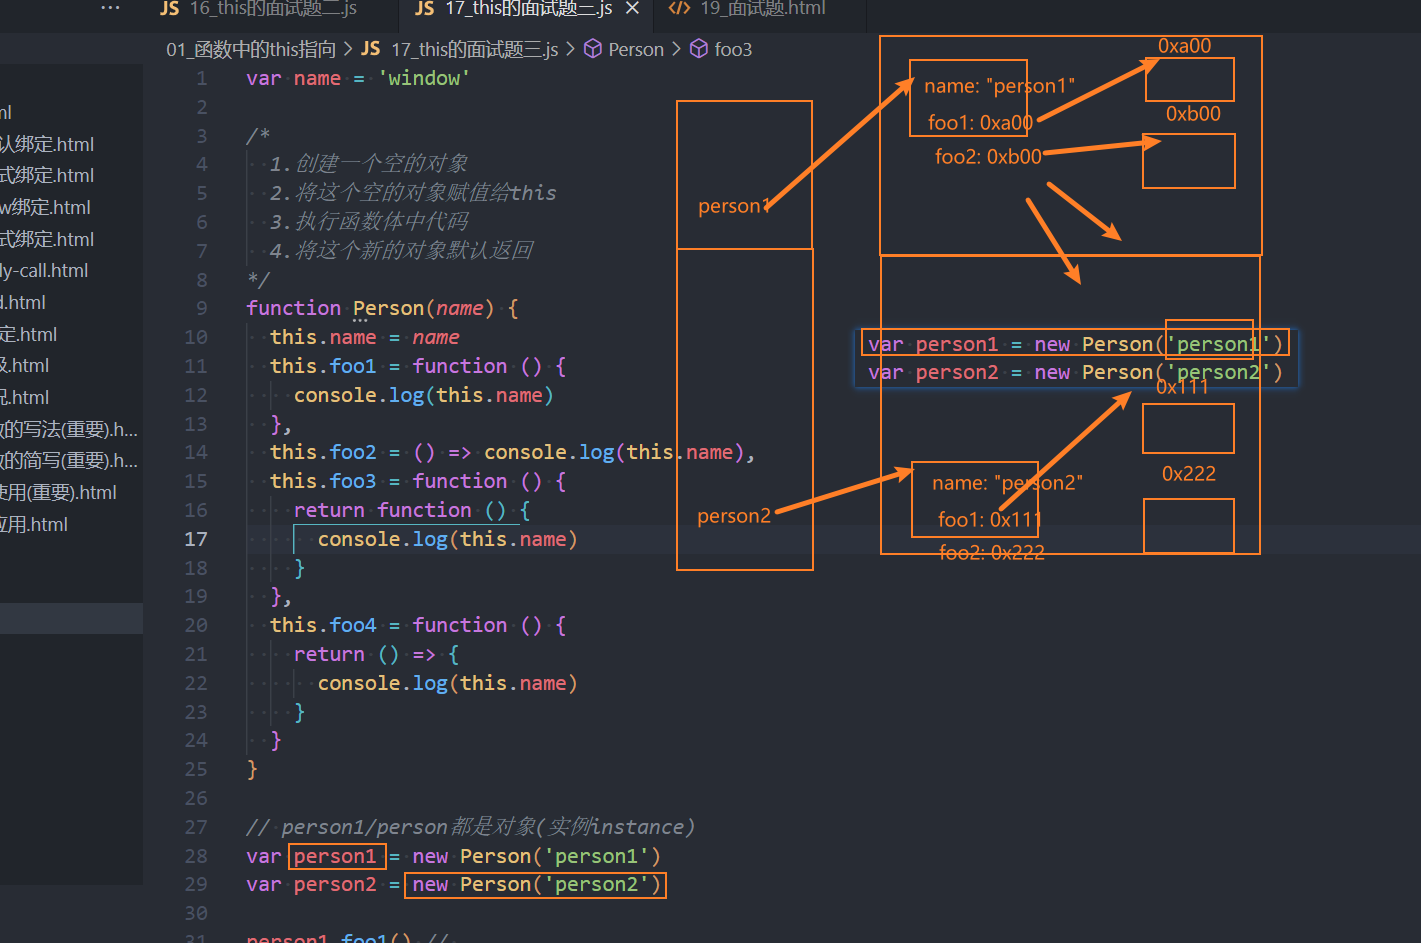 ··· JS 16_this的面试题二.js JS 17_this的面试题三.js × </> 19_面试题.html
01_函数中的this指向 > JS 17_this的面试题三.js > Person > foo3
ml
认绑定.html
式绑定.html
w绑定.html
式绑定.html
ly-call.html
d.html
定.html
级.html
况.html
数的写法(重要).h...
数的简写(重要).h...
使用(重要).html
应用.html
1 var name = 'window'
2
3 /*
4 1.创建一个空的对象
5 2.将这个空的对象赋值给this
6 3.执行函数体中代码
7 4.将这个新的对象默认返回
8 */
9 function Person(name) {
10 this.name = name
11 this.foo1 = function () {
12 console.log(this.name)
13 },
14 this.foo2 = () => console.log(this.name),
15 this.foo3 = function () {
16 return function () {
17 console.log(this.name)
18 }
19 },
20 this.foo4 = function () {
21 return () => {
22 console.log(this.name)
23 }
24 }
25 }
26
27 // person1/person都是对象(实例instance)
28 var person1 = new Person('person1')
29 var person2 = new Person('person2')
30
31 person1.foo1() //
person1
person2
0xa00
name: "person1"
foo1: 0xa00
0xb00
foo2: 0xb00
var person1 = new Person('person1')
var person2 = new Person('person2')
0x111
0x222
name: "person2"
foo1: 0x111
foo2: 0x222